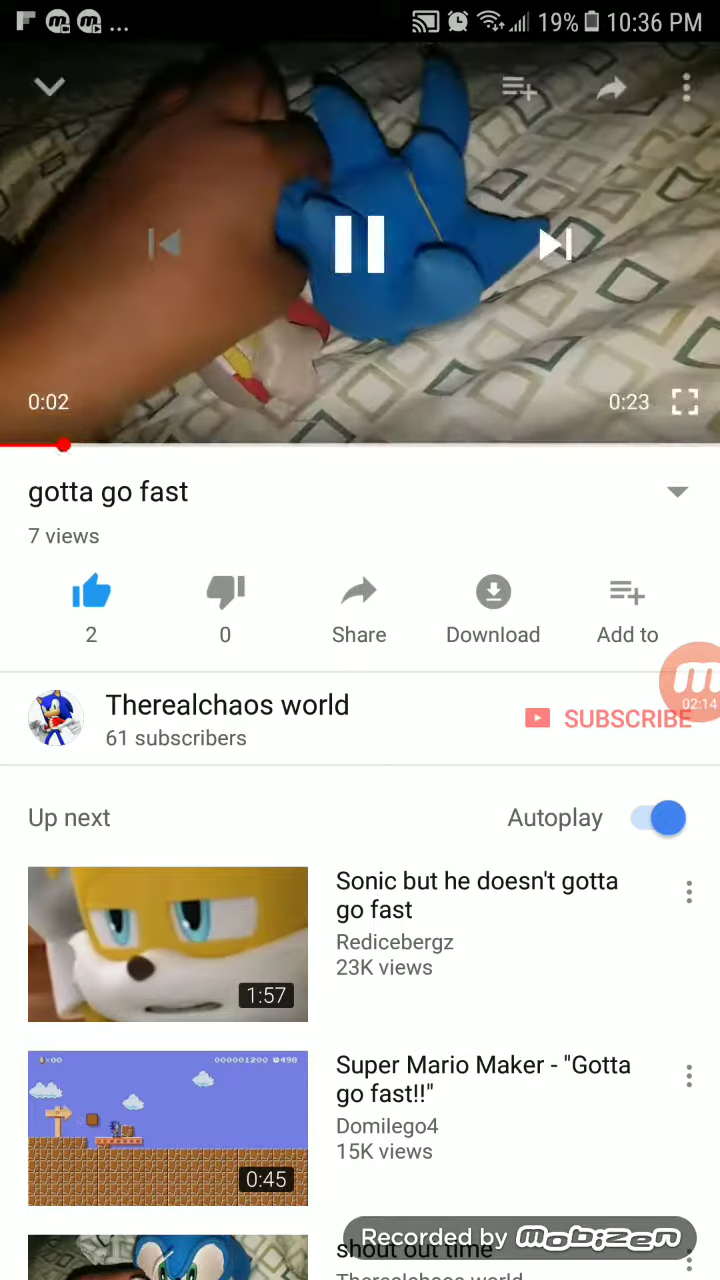 19% 10:36 PM
0:02
0:23
gotta go fast
7 views
2
0
Share
Download
Add to
Therealchaos world
61 subscribers
SUBSCRIBE
02:14
Up next
Autoplay
Sonic but he doesn't gotta
go fast
Redicebergz
23K views
1:57
Super Mario Maker - "Gotta
go fast!!"
Domilego4
15K views
0:45
Recorded by mobizen
shout out time
Therealchaos world